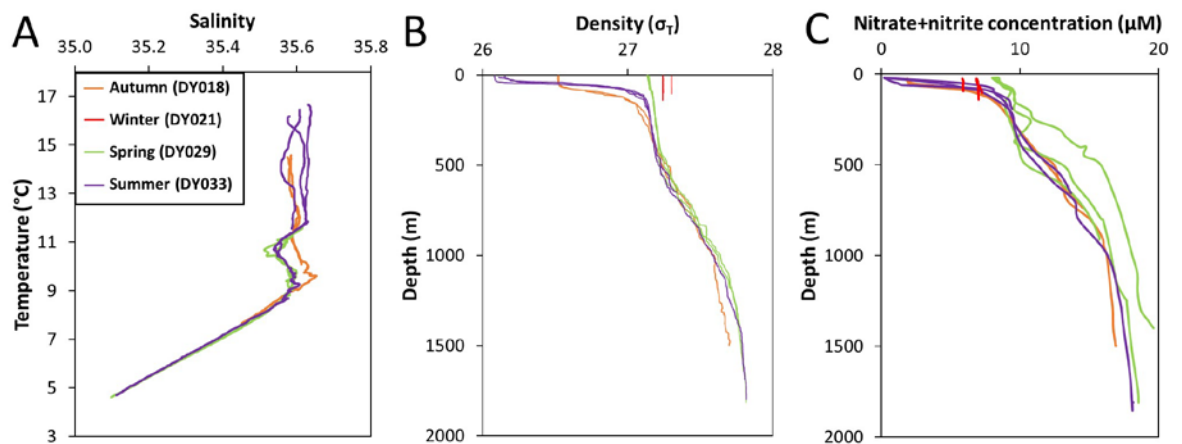 A
Salinity
35.0 35.2 35.4 35.6 35.8
Temperature (°C)
17
15
13
11
9
7
5
3
Autumn (DY018)
Winter (DY021)
Spring (DY029)
Summer (DY033)
B
Density (σT)
26 27 28
Depth (m)
0
500
1000
1500
2000
C
Nitrate+nitrite concentration (µM)
0 10 20
Depth (m)
0
500
1000
1500
2000